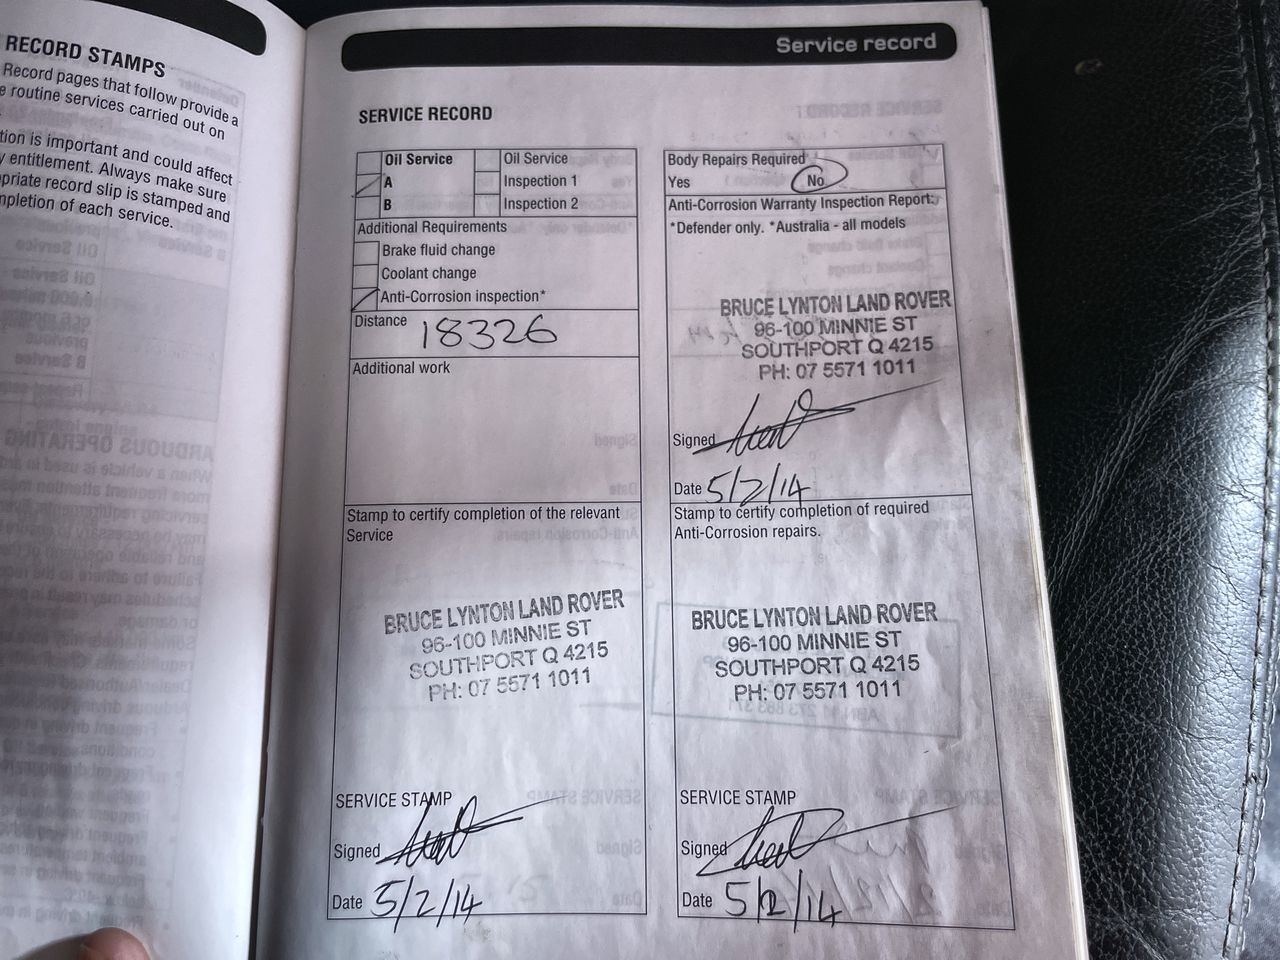 RECORD STAMPS
Record pages that follow provide a
e routine services carried out on
tion is important and could affect
y entitlement. Always make sure
priate record slip is stamped and
mpletion of each service.
Service record
SERVICE RECORD
Oil Service
A
B
Oil Service
Inspection 1
Inspection 2
Additional Requirements
Brake fluid change
Coolant change
Anti-Corrosion inspection*
Distance 18326
Additional work
Stamp to certify completion of the relevant
Service
BRUCE LYNTON LAND ROVER
96-100 MINNIE ST
SOUTHPORT Q 4215
PH: 07 5571 1011
SERVICE STAMP
Signed
Date 5/2/14
Body Repairs Required
Yes No
Anti-Corrosion Warranty Inspection Report:
*Defender only. *Australia - all models
BRUCE LYNTON LAND ROVER
96-100 MINNIE ST
SOUTHPORT Q 4215
PH: 07 5571 1011
Signed
Date 5/2/14
Stamp to certify completion of required
Anti-Corrosion repairs.
BRUCE LYNTON LAND ROVER
96-100 MINNIE ST
SOUTHPORT Q 4215
PH: 07 5571 1011
SERVICE STAMP
Signed
Date 5/2/14